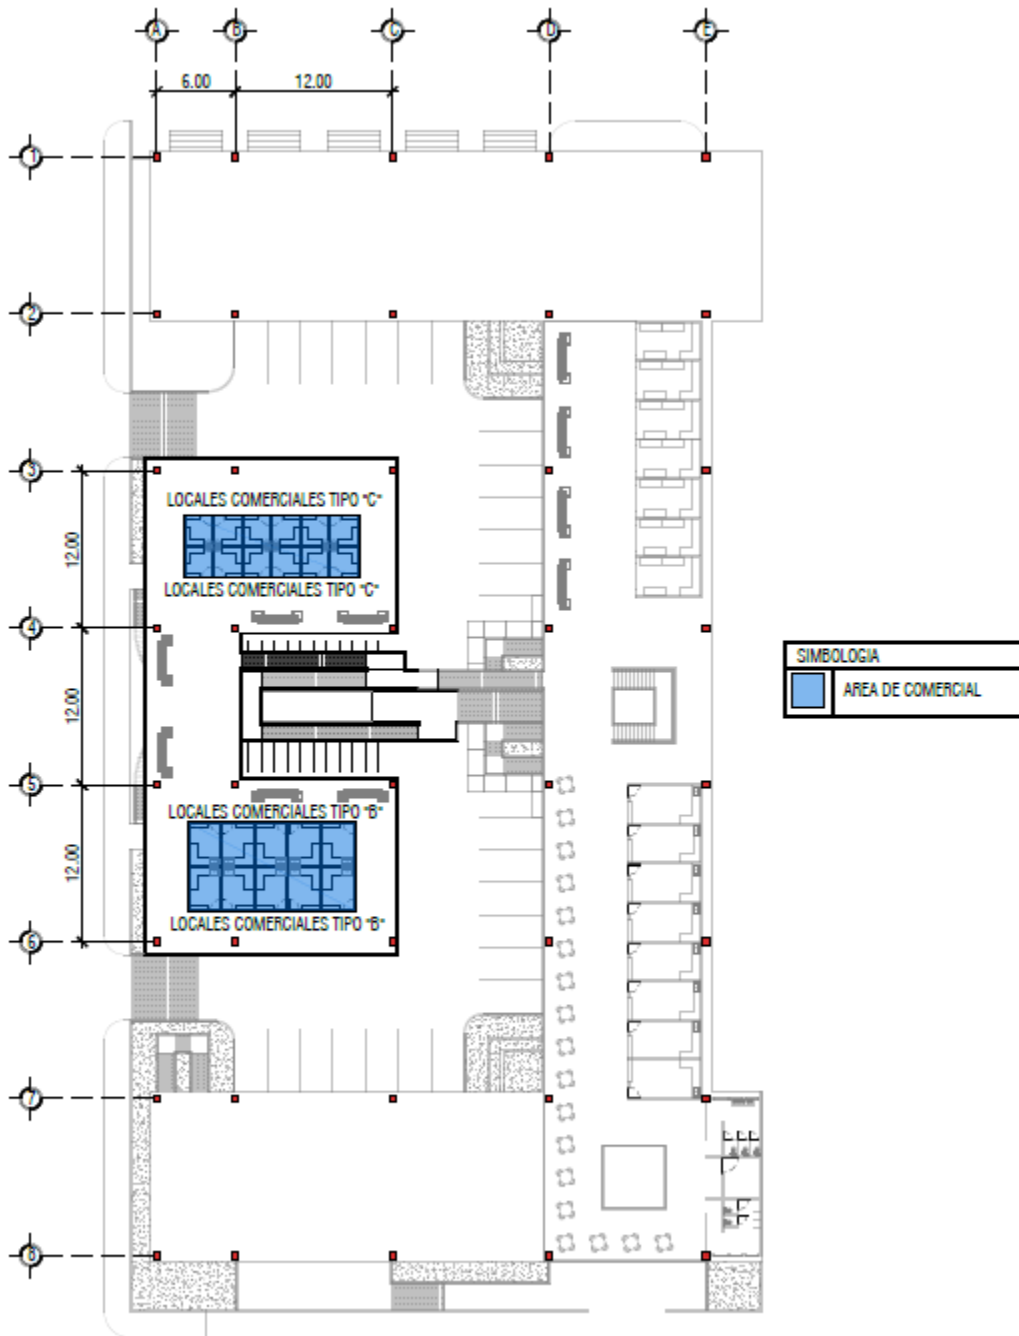 A B C D E
6.00 12.00
1
2
3
LOCALES COMERCIALES TIPO "C"
12.00
LOCALES COMERCIALES TIPO "C"
4
SIMBOLOGIA
12.00
AREA DE COMERCIAL
5
LOCALES COMERCIALES TIPO "B"
12.00
LOCALES COMERCIALES TIPO "B"
6
7
8